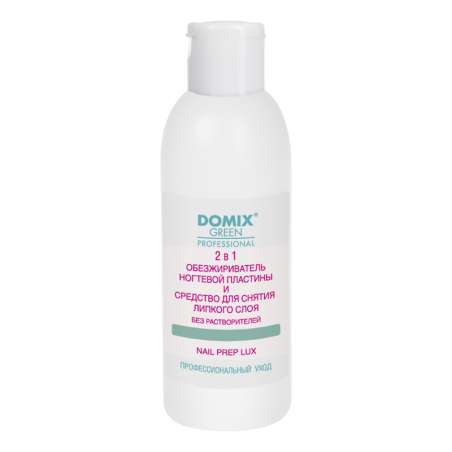 DOMIX®
GREEN
PROFESSIONAL
2 в 1
ОБЕЗЖИРИВАТЕЛЬ
НОГТЕВОЙ ПЛАСТИНЫ
И
СРЕДСТВО ДЛЯ СНЯТИЯ
ЛИПКОГО СЛОЯ
БЕЗ РАСТВОРИТЕЛЕЙ
NAIL PREP LUX
ПРОФЕССИОНАЛЬНЫЙ УХОД